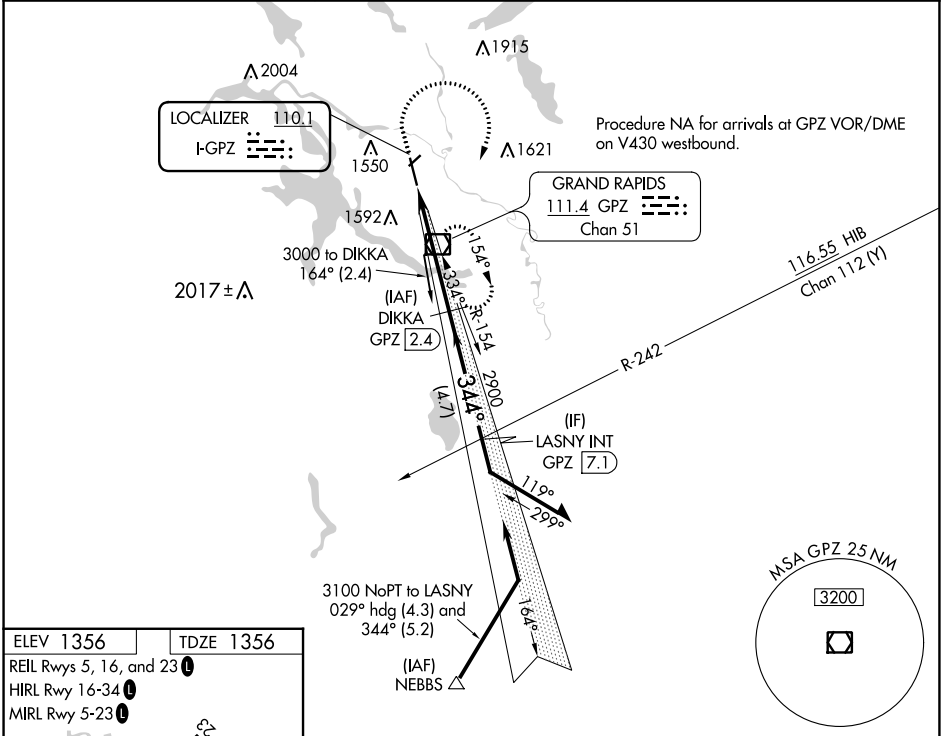 1915
2004
LOCALIZER 110.1
I-GPZ
1550
1621
Procedure NA for arrivals at GPZ VOR/DME
on V430 westbound.
GRAND RAPIDS
111.4 GPZ
Chan 51
1592
3000 to DIKKA
164° (2.4)
154°
116.55 HIB
Chan 112 (Y)
2017 ±
(IAF)
DIKKA
GPZ 2.4
334°
R-154
2900
R-242
344°
(4.7)
(IF)
LASNY INT
GPZ 7.1
119°
299°
MSA GPZ 25 NM
3200
3100 NoPT to LASNY
029° hdg (4.3) and
344° (5.2)
164°
(IAF)
NEBBS
ELEV 1356 TDZE 1356
REIL Rwys 5, 16, and 23 L
HIRL Rwy 16-34 L
MIRL Rwy 5-23 L
23